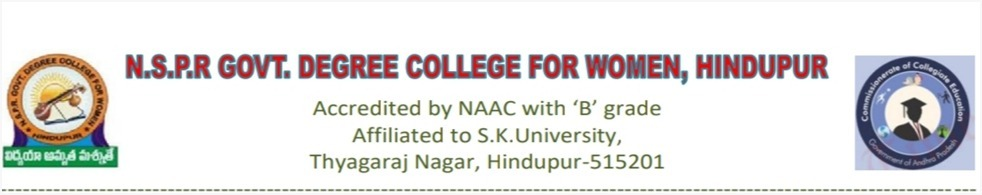 N.S.P.R GOVT. DEGREE COLLEGE FOR WOMEN, HINDUPUR
Accredited by NAAC with ‘B’ grade
Affiliated to S.K.University,
Thyagaraj Nagar, Hindupur-515201
N.S.P.R. GOVT. DEGREE COLLEGE FOR WOMEN
HINDUPUR
విద్యయా అమృత మశ్నుతే
Commissionerate of Collegiate Education
Government of Andhra Pradesh